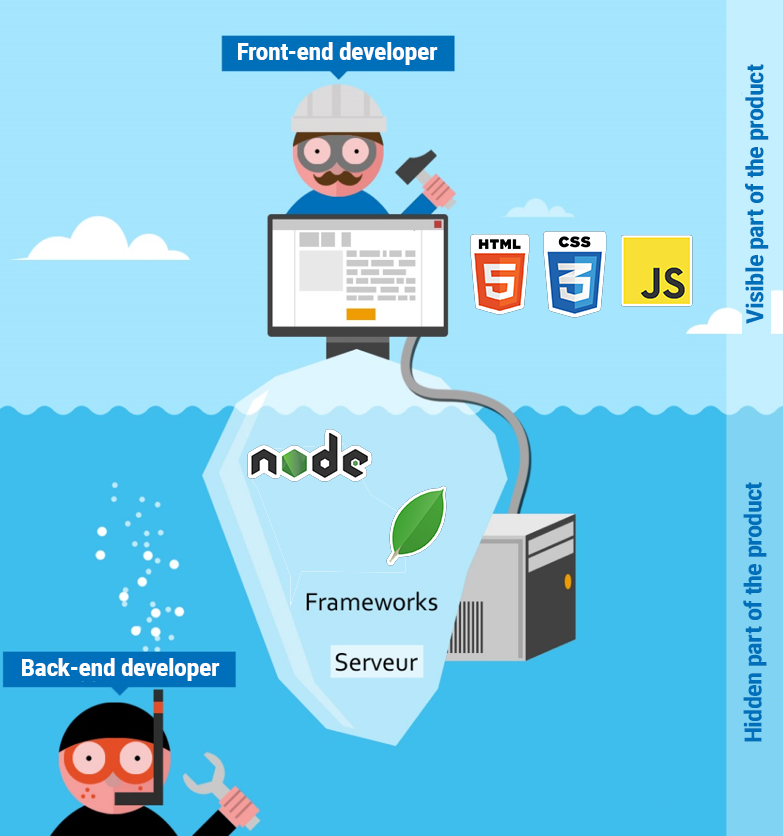 Front-end developer
Visible part of the product
HTML
5
CSS
3
JS
node
Frameworks
Serveur
Hidden part of the product
Back-end developer